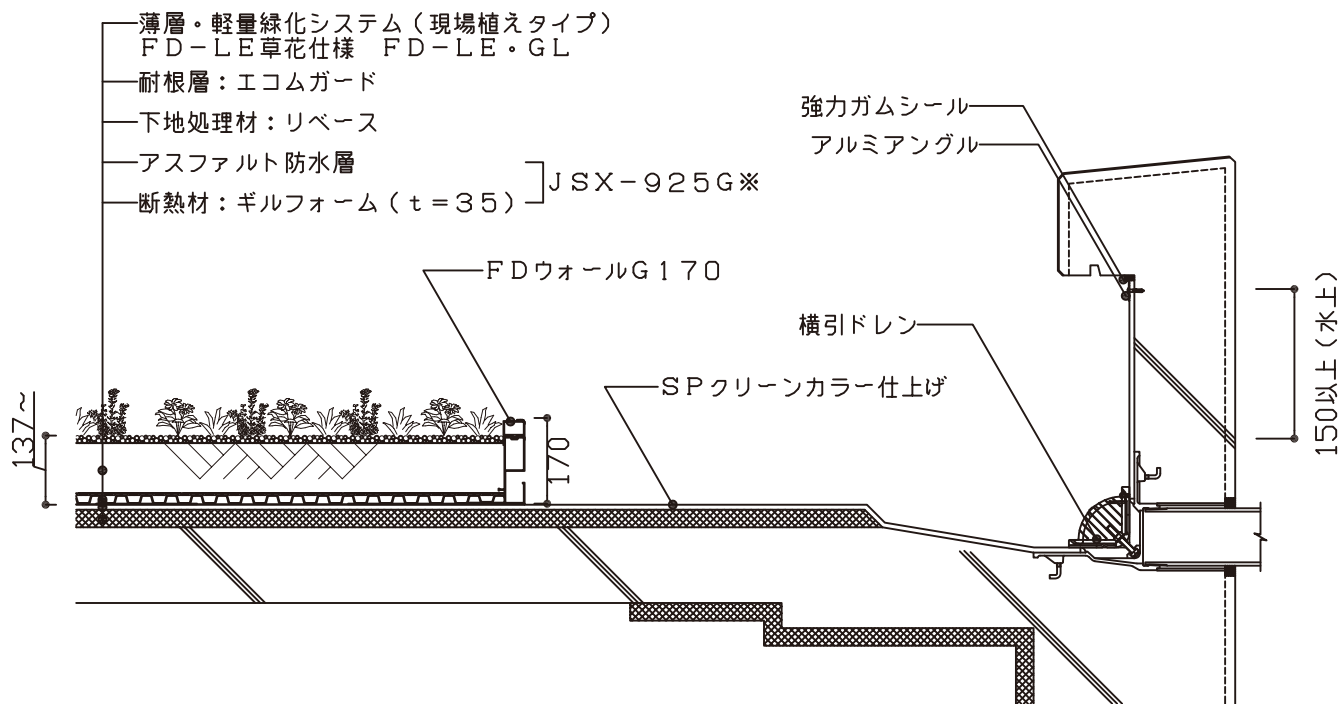 薄層・軽量緑化システム（現場植えタイプ）
ＦＤ−ＬＥ草花仕様　ＦＤ−ＬＥ・ＧＬ
耐根層：エコムガード
下地処理材：リベース
アスファルト防水層
断熱材：ギルフォーム（ｔ＝３５）
ＪＳＸ−９２５Ｇ※
強力ガムシール
アルミアングル
ＦＤウォールＧ１７０
横引ドレン
ＳＰクリーンカラー仕上げ
137~
170
150以上（水上）